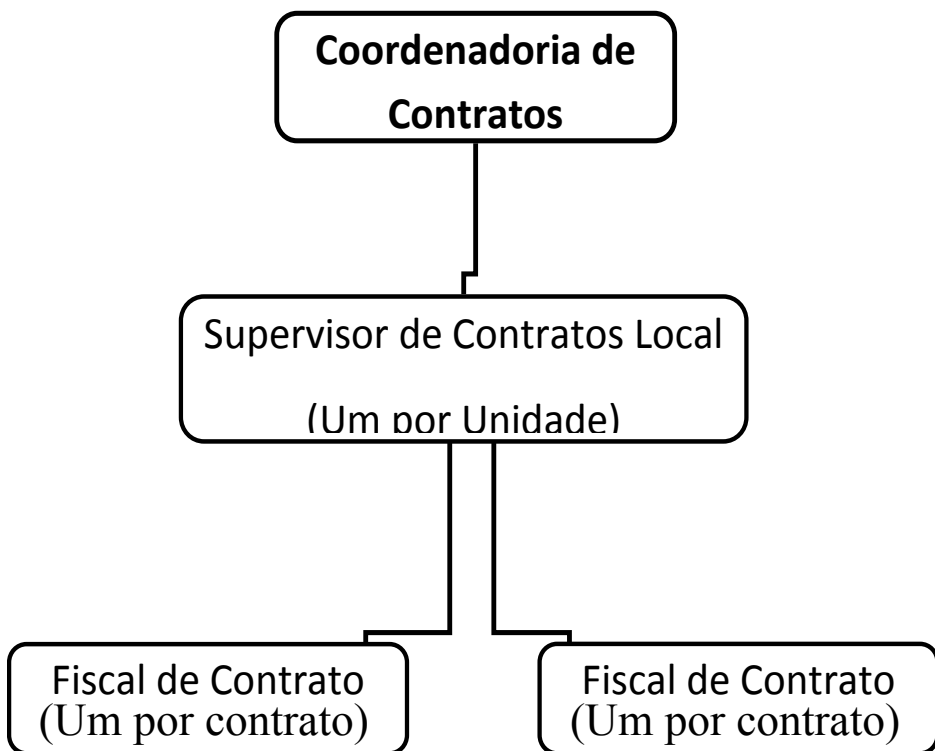 Coordenadoria de
Contratos
Supervisor de Contratos Local
(Um por Unidade)
Fiscal de Contrato
(Um por contrato)
Fiscal de Contrato
(Um por contrato)